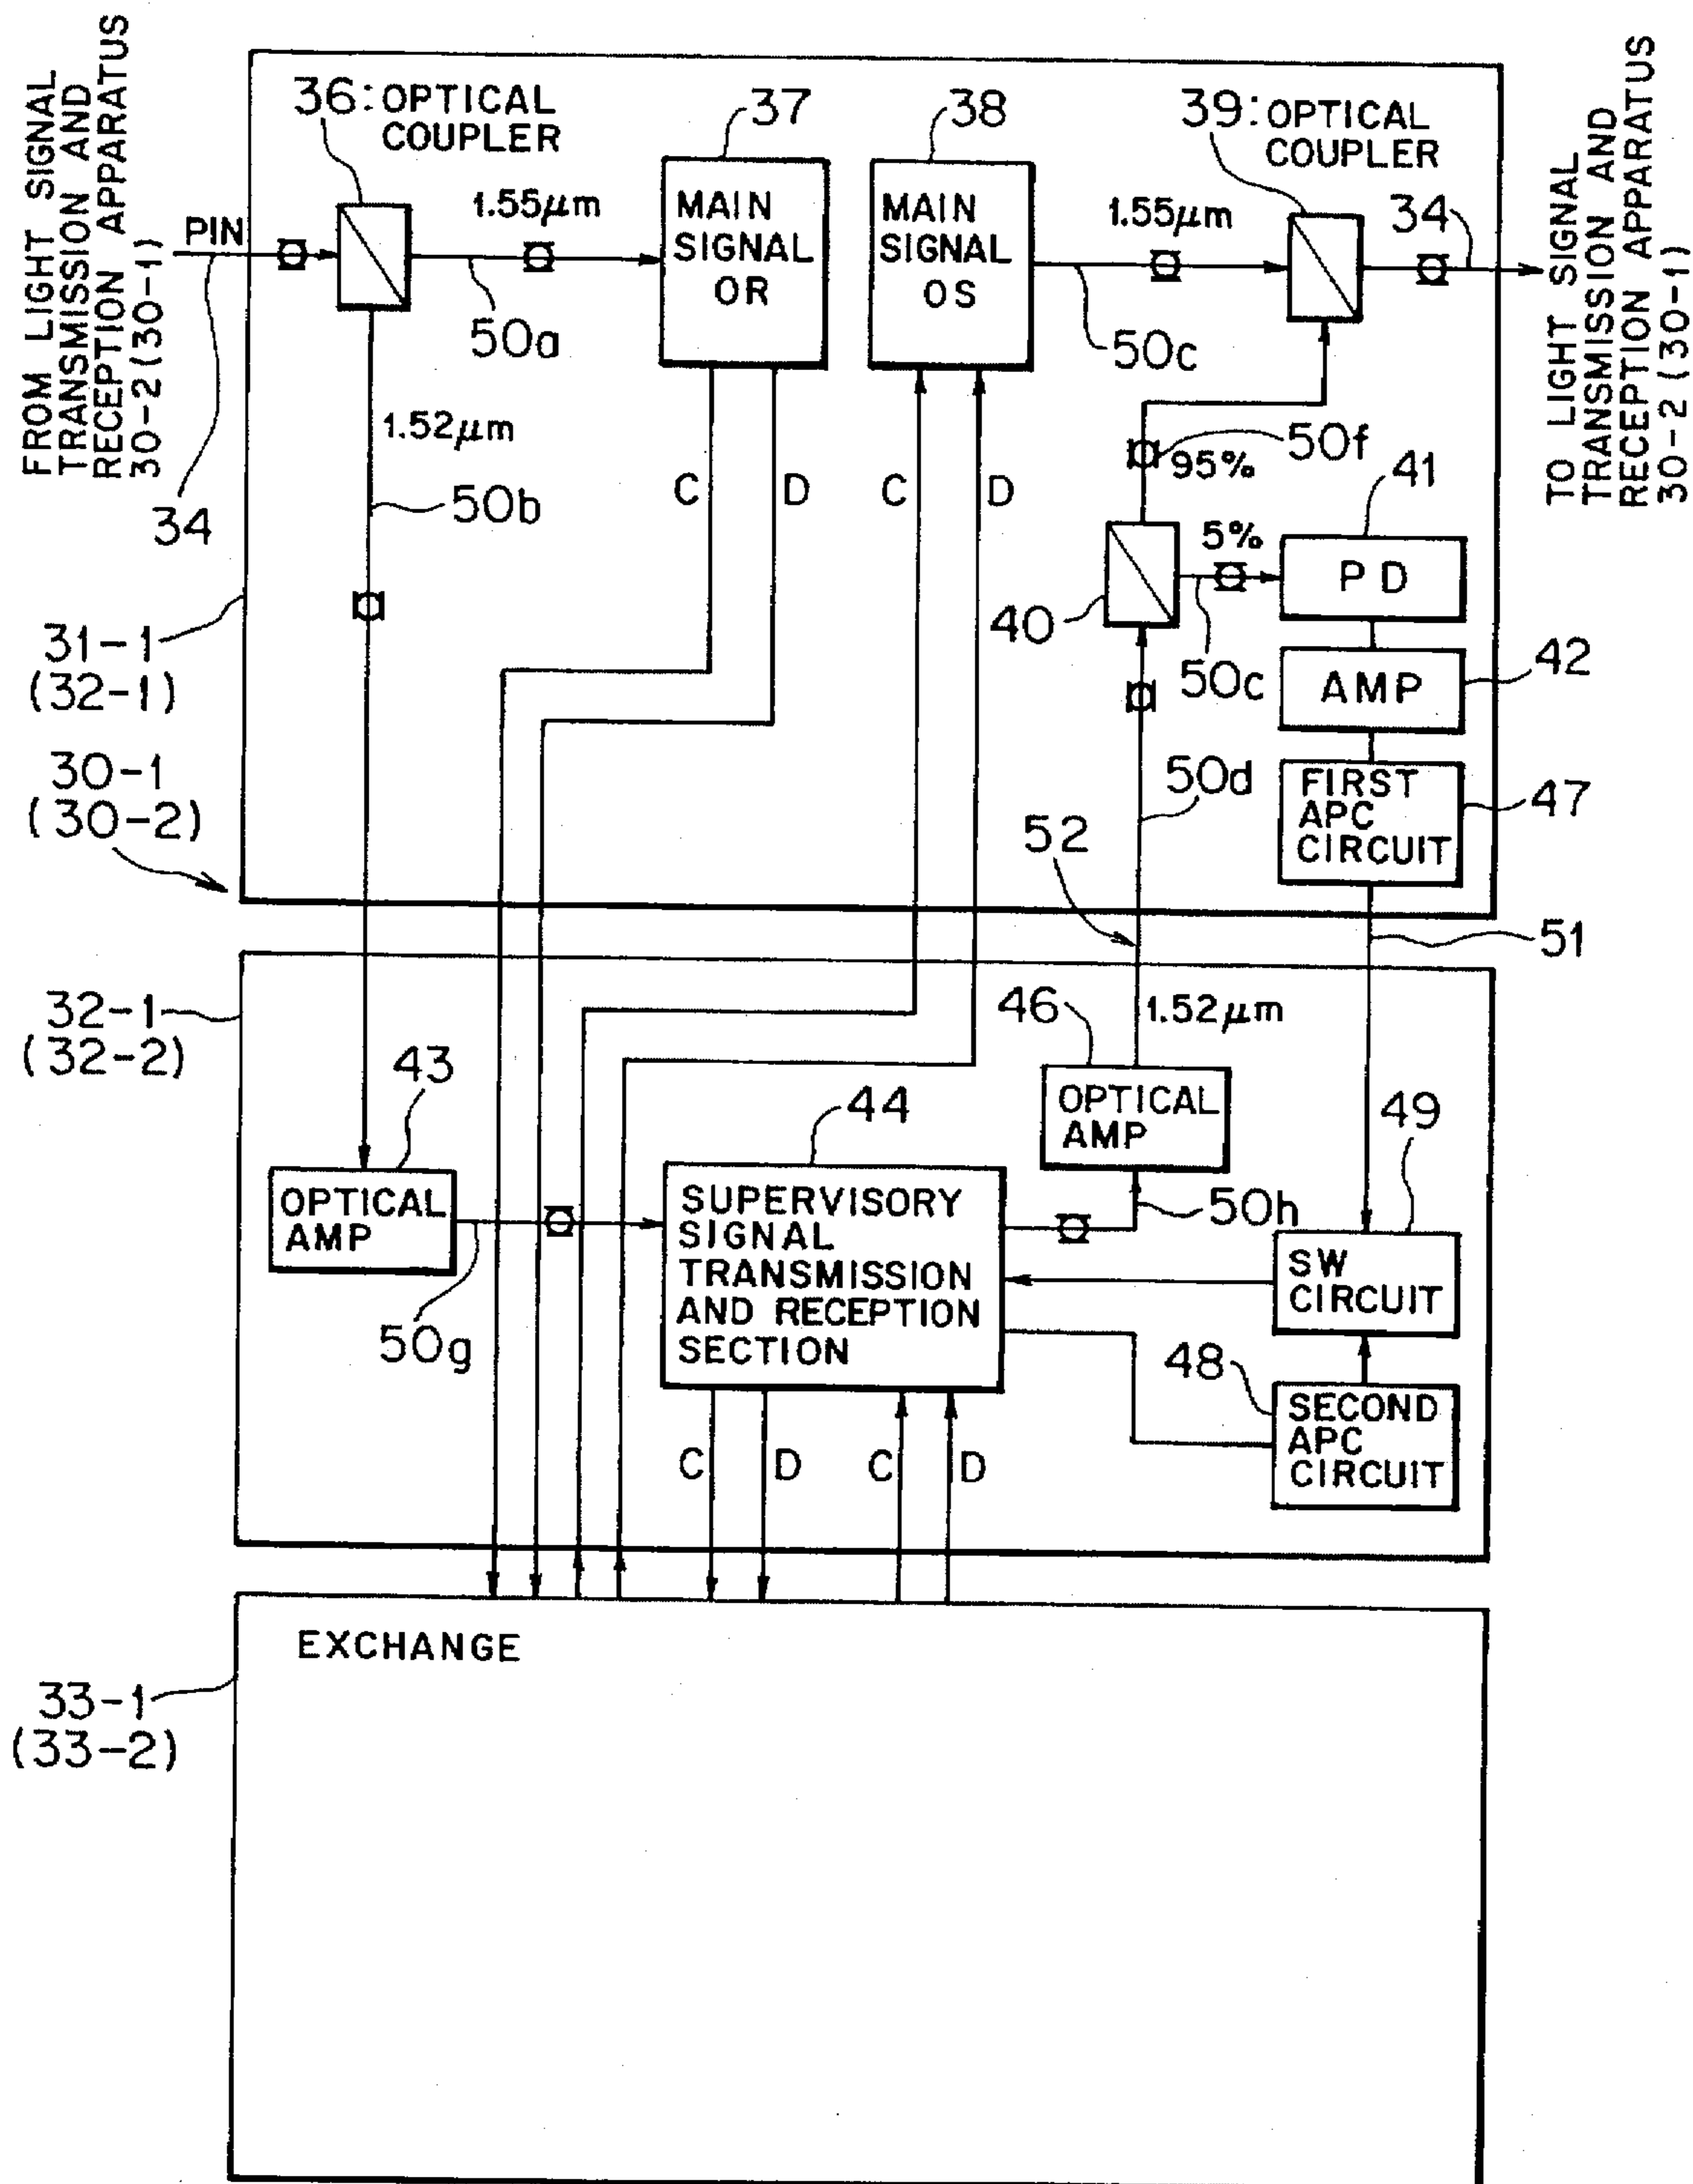 FROM LIGHT SIGNAL
TRANSMISSION AND
RECEPTION APPARATUS
30-2 (30-1)
PIN
34
36: OPTICAL
COUPLER
1.55μm
50a
1.52μm
50b
37
MAIN
SIGNAL
OR
38
MAIN
SIGNAL
OS
1.55μm
50c
39: OPTICAL
COUPLER
34
TO LIGHT SIGNAL
TRANSMISSION AND
RECEPTION APPARATUS
30-2 (30-1)
C
D
C
D
50f
95%
5%
40
50c
41
PD
42
AMP
47
FIRST
APC
CIRCUIT
31-1
(32-1)
30-1
(30-2)
50d
52
51
32-1
(32-2)
43
OPTICAL
AMP
50g
44
SUPERVISORY
SIGNAL
TRANSMISSION
AND RECEPTION
SECTION
46
1.52μm
OPTICAL
AMP
50h
49
SW
CIRCUIT
48
SECOND
APC
CIRCUIT
C
D
C
D
EXCHANGE
33-1
(33-2)